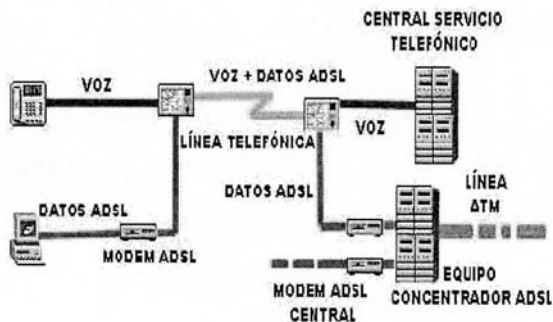 CENTRAL SERVICIO
TELEFÓNICO
VOZ
VOZ + DATOS ADSL
VOZ
LÍNEA TELEFÓNICA
DATOS ADSL
LÍNEA
ATM
DATOS ADSL
MODEM ADSL
MODEM ADSL
CENTRAL
EQUIPO
CONCENTRADOR ADSL